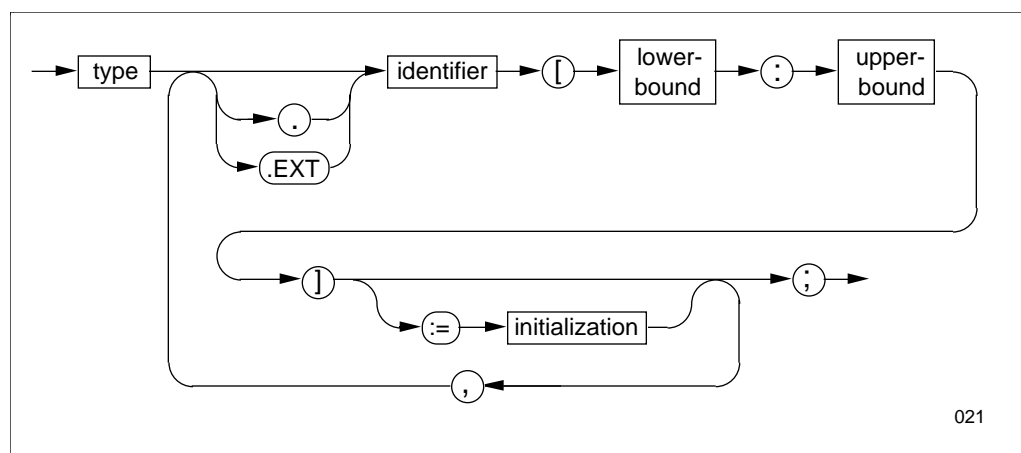 type
identifier
[
lower-
bound
:
upper-
bound
.
.EXT
]
;
:=
initialization
,
021